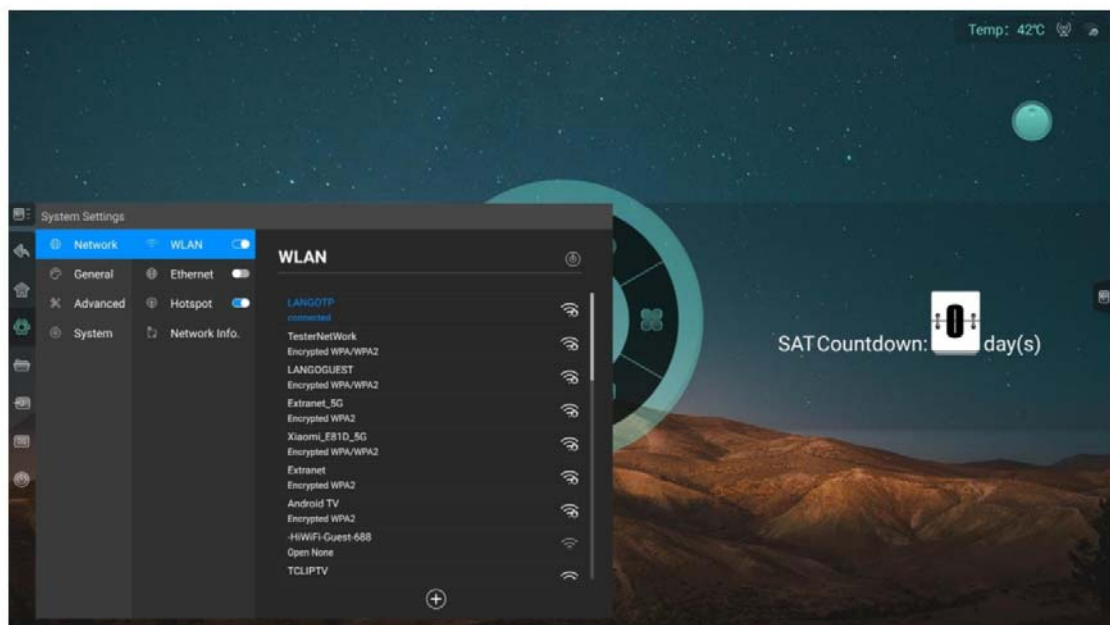 Temp: 42℃
System Settings
Network
General
Advanced
System
WLAN
Ethernet
Hotspot
Network Info.
WLAN
LANGOTP
connected
TesterNetWork
Encrypted WPA/WPA2
LANGOGUEST
Encrypted WPA/WPA2
Extranet_5G
Encrypted WPA2
Xiaomi_E81D_5G
Encrypted WPA/WPA2
Extranet
Encrypted WPA2
Android TV
Encrypted WPA2
-HiWiFi-Guest-688
Open None
TCLIPTV
SAT Countdown: 0 day(s)